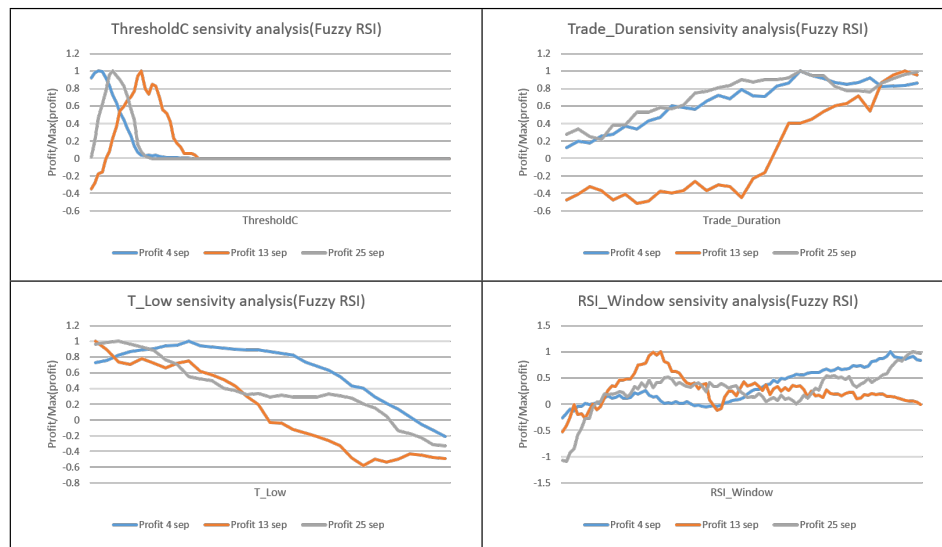 ThresholdC sensivity analysis(Fuzzy RSI)
Profit/Max(profit)
1.2
1
0.8
0.6
0.4
0.2
0
-0.2
-0.4
-0.6
ThresholdC
Profit 4 sep Profit 13 sep Profit 25 sep
Trade_Duration sensivity analysis(Fuzzy RSI)
Profit/Max(profit)
1.2
1
0.8
0.6
0.4
0.2
0
-0.2
-0.4
-0.6
Trade_Duration
Profit 4 sep Profit 13 sep Profit 25 sep
T_Low sensivity analysis(Fuzzy RSI)
Profit/Max(profit)
1.2
1
0.8
0.6
0.4
0.2
0
-0.2
-0.4
-0.6
-0.8
T_Low
Profit 4 sep Profit 13 sep Profit 25 sep
RSI_Window sensivity analysis(Fuzzy RSI)
Profit/Max(profit)
1.5
1
0.5
0
-0.5
-1
-1.5
RSI_Window
Profit 4 sep Profit 13 sep Profit 25 sep